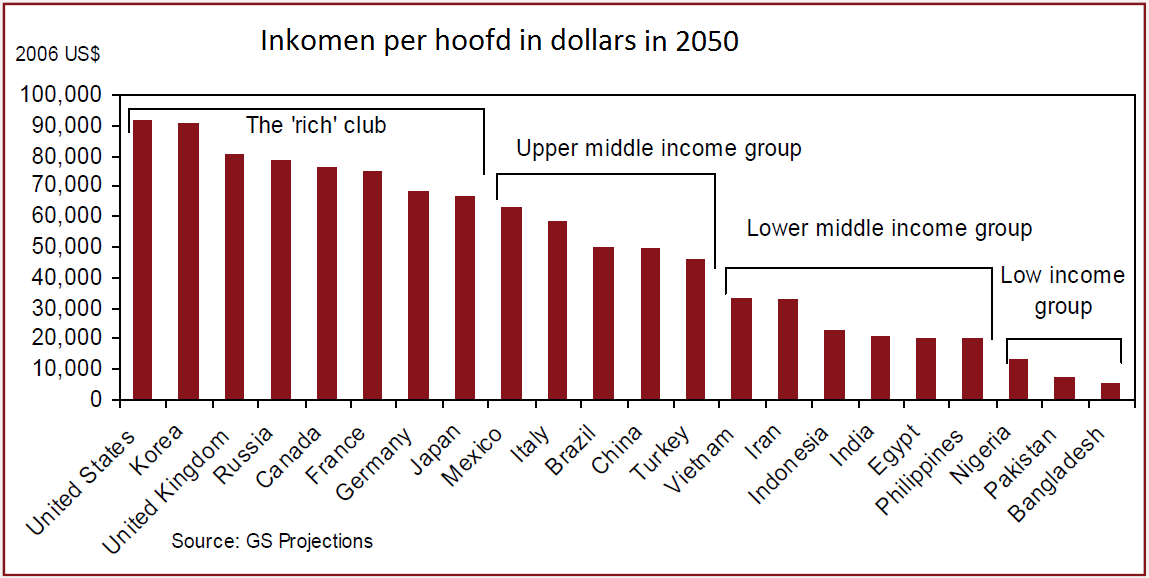 Inkomen per hoofd in dollars in 2050
2006 US$
100,000
90,000
80,000
70,000
60,000
50,000
40,000
30,000
20,000
10,000
0
The 'rich' club
Upper middle income group
Lower middle income group
Low income
group
United States
Korea
United Kingdom
Russia
Canada
France
Germany
Japan
Mexico
Italy
Brazil
China
Turkey
Vietnam
Iran
Indonesia
India
Egypt
Philippines
Nigeria
Pakistan
Bangladesh
Source: GS Projections